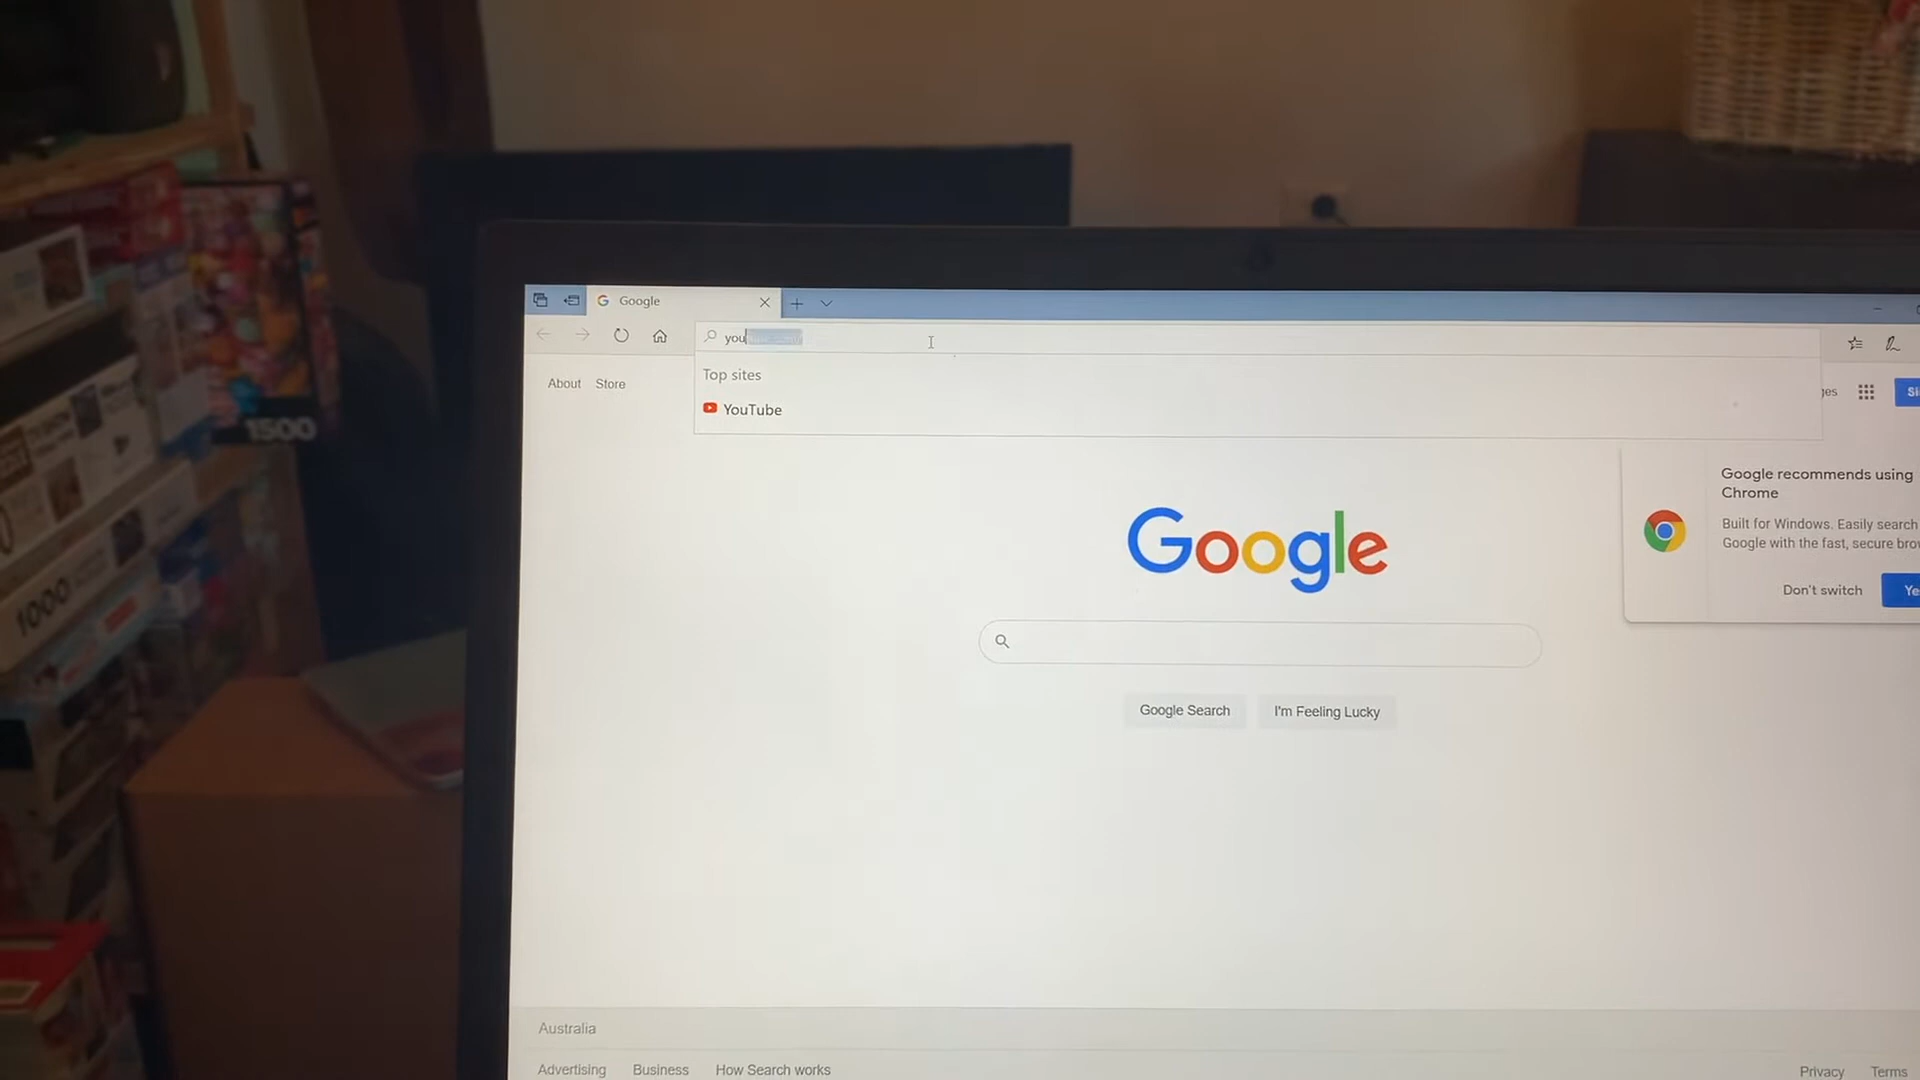 Google
you
Top sites
YouTube
About Store
Google recommends using
Chrome
Built for Windows. Easily search
Google with the fast, secure
Don't switch
Google
Google Search I'm Feeling Lucky
Australia
Advertising Business How Search works
Privacy Terms
1500
1000